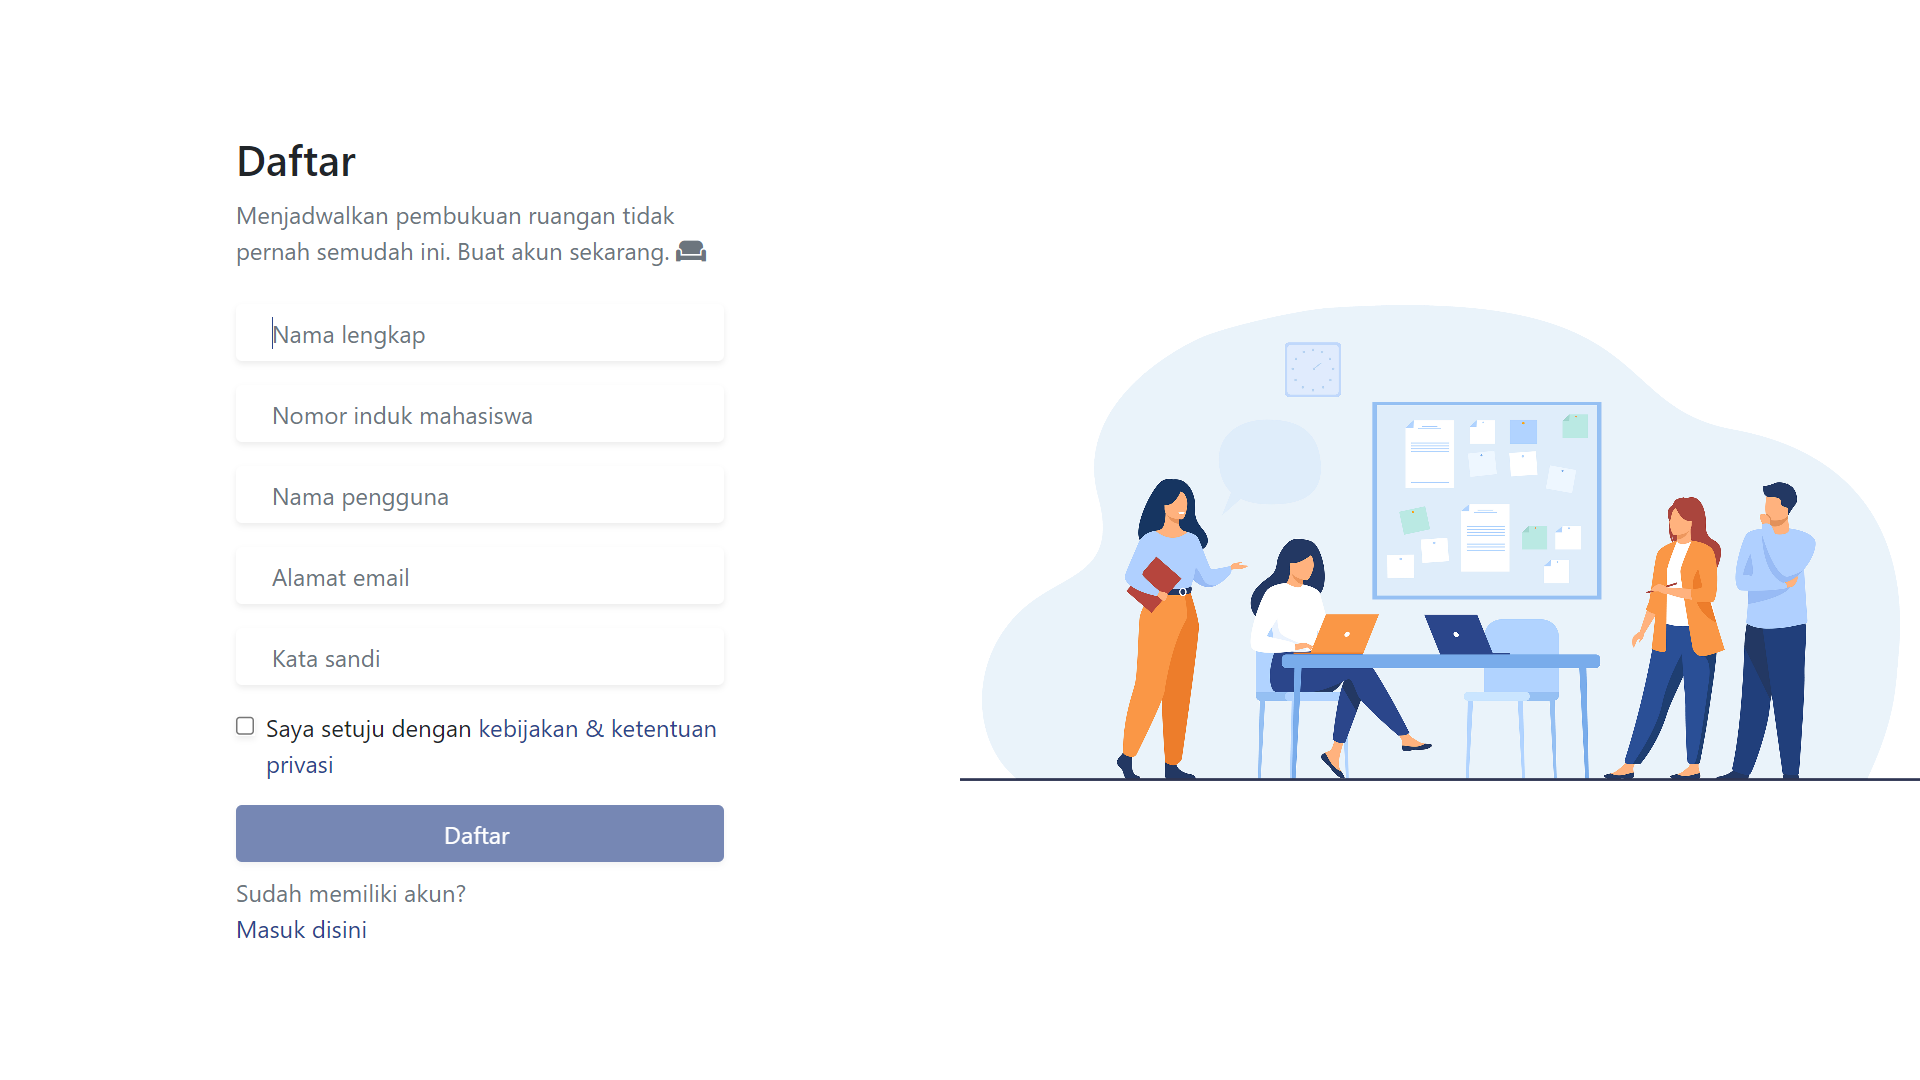 Daftar
Menjadwalkan pembukuan ruangan tidak
pernah semudah ini. Buat akun sekarang.
Nama lengkap
Nomor induk mahasiswa
Nama pengguna
Alamat email
Kata sandi
Saya setuju dengan kebijakan & ketentuan
privasi
Daftar
Sudah memiliki akun?
Masuk disini